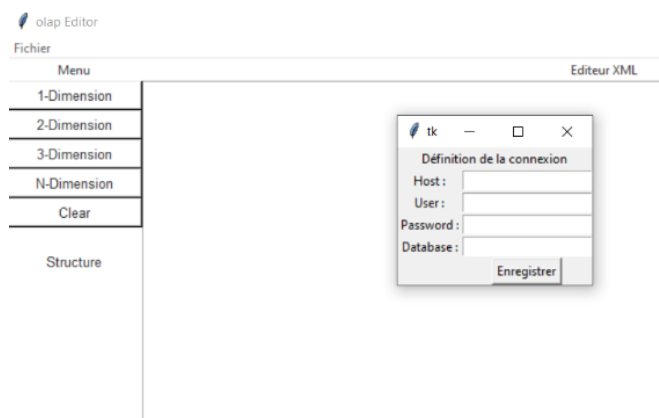 olap Editor
Fichier
Menu
Editeur XML
1-Dimension
2-Dimension
3-Dimension
N-Dimension
Clear
Structure
tk
Définition de la connexion
Host :
User :
Password :
Database :
Enregistrer